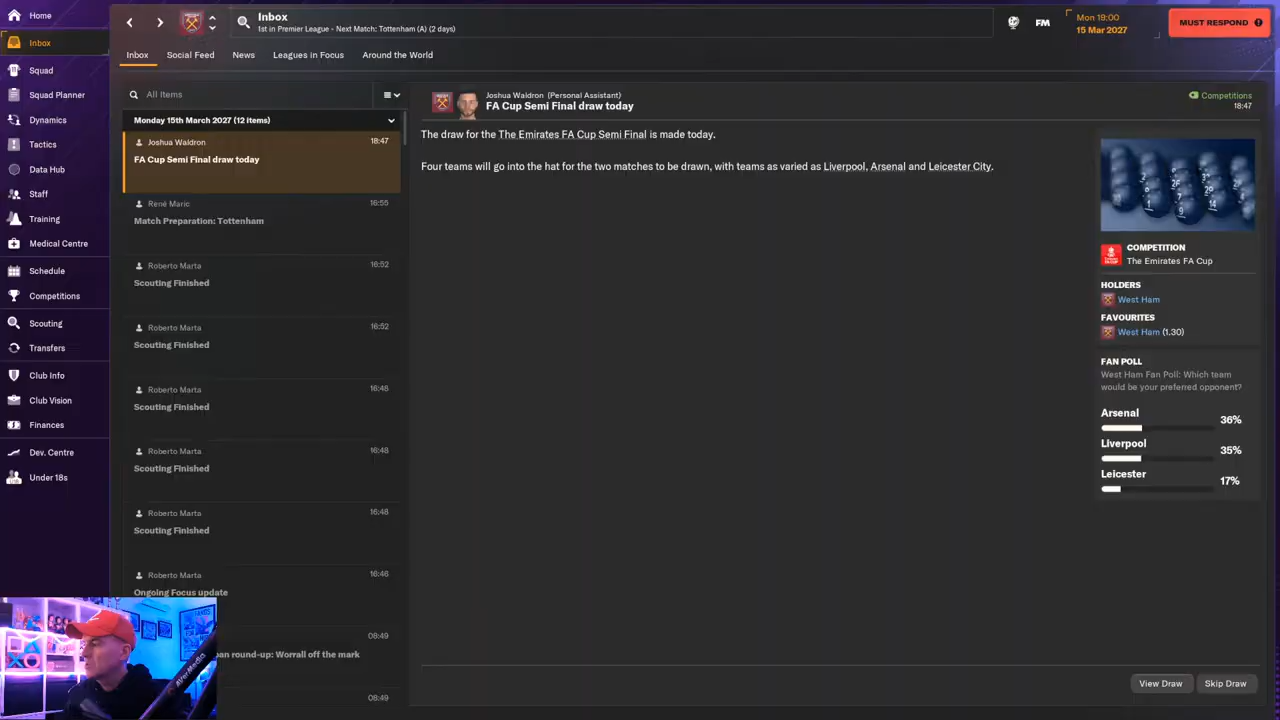 Home
Inbox
Squad
Squad Planner
Dynamics
Tactics
Data Hub
Staff
Training
Medical Centre
Schedule
Competitions
Scouting
Transfers
Club Info
Club Vision
Finances
Dev. Centre
Under 18s
Inbox
1st in Premier League - Next Match: Tottenham (A) (2 days)
FM
Mon 19:00
15 Mar 2027
MUST RESPOND
Inbox
Social Feed
News
Leagues in Focus
Around the World
All Items
Monday 15th March 2027 (12 items)
Joshua Waldron 18:47
FA Cup Semi Final draw today
René Maric 16:55
Match Preparation: Tottenham
Roberto Marta 16:52
Scouting Finished
Roberto Marta 16:52
Scouting Finished
Roberto Marta 16:48
Scouting Finished
Roberto Marta 16:48
Scouting Finished
Roberto Marta 16:48
Scouting Finished
Roberto Marta 16:46
Ongoing Focus update
08:49
round-up: Worrall off the mark
08:49
Joshua Waldron (Personal Assistant)
FA Cup Semi Final draw today
Competitions
18:47
The draw for the The Emirates FA Cup Semi Final is made today.
Four teams will go into the hat for the two matches to be drawn, with teams as varied as Liverpool, Arsenal and Leicester City.
COMPETITION
The Emirates FA Cup
HOLDERS
West Ham
FAVOURITES
West Ham (1.30)
FAN POLL
West Ham Fan Poll: Which team
would be your preferred opponent?
Arsenal 36%
Liverpool 35%
Leicester 17%
View Draw
Skip Draw
AVerMedia